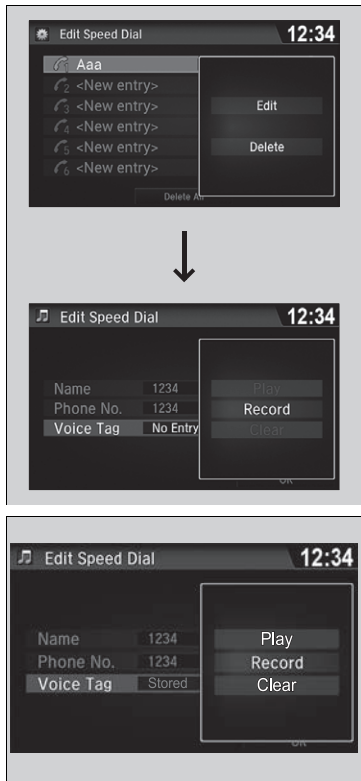 Edit Speed Dial 12:34
1 Aaa
2 <New entry>
3 <New entry>
4 <New entry>
5 <New entry>
6 <New entry>
Edit
Delete
Delete All
Edit Speed Dial 12:34
Name 1234
Phone No. 1234
Voice Tag No Entry
Play
Record
Clear
OK
Edit Speed Dial 12:34
Name 1234
Phone No. 1234
Voice Tag Stored
Play
Record
Clear
OK